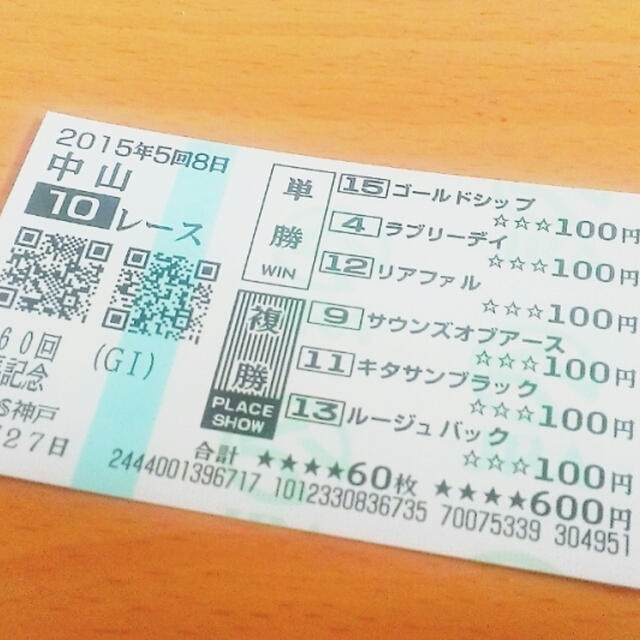 2015年5回8日
中山
10 レース
60回
記念
(GI)
神戸
27日
単勝
WIN
15 ゴールドシップ
☆☆☆100円
4 ラブリーデイ
☆☆☆100円
12 リアファル
☆☆☆100円
複勝
PLACE
SHOW
9 サウンズオブアース
☆☆☆100円
11 キタサンブラック
☆☆☆100円
13 ルージュバック
☆☆☆100円
合計 ★★★★60枚 ★★★★600円
2444001396717 1012330836735 70075339 304951